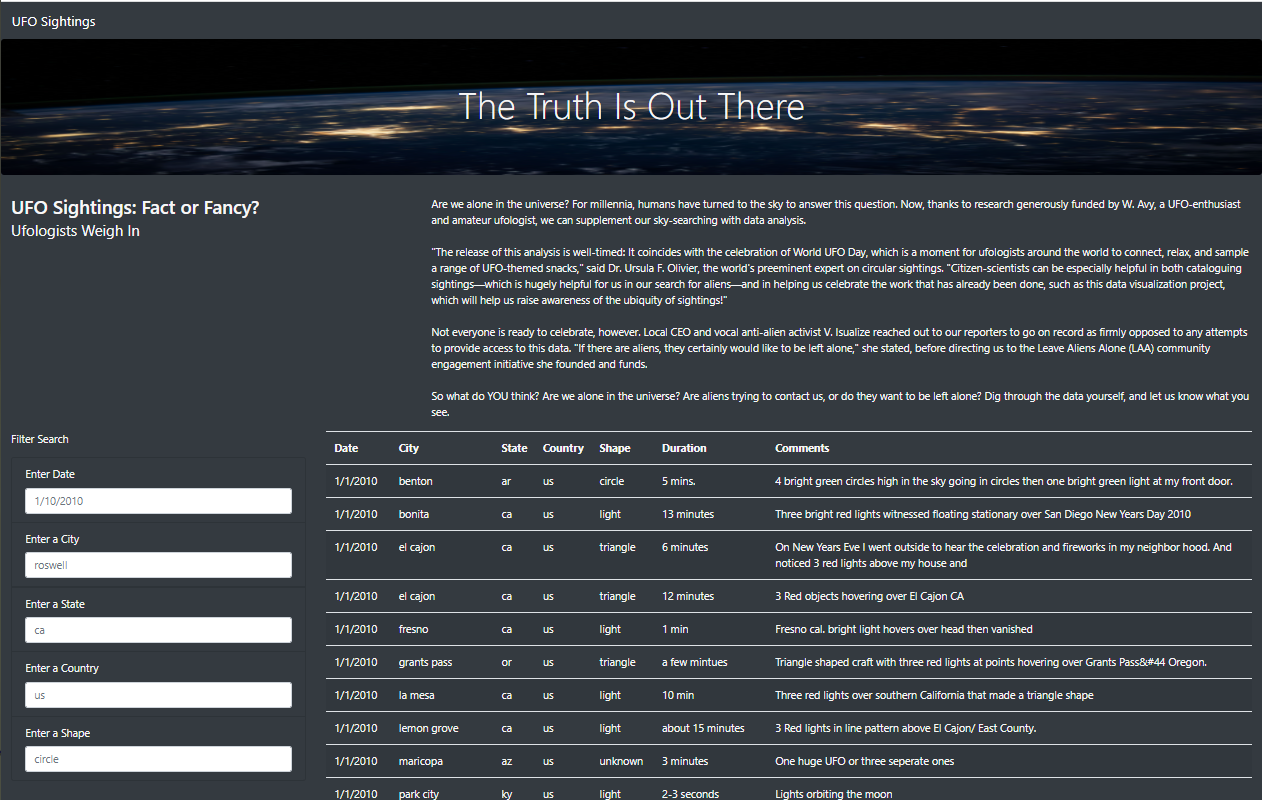 UFO Sightings
The Truth Is Out There
UFO Sightings: Fact or Fancy?
Ufologists Weigh In
Are we alone in the universe? For millennia, humans have turned to the sky to answer this question. Now, thanks to research generously funded by W. Avy, a UFO-enthusiast
and amateur ufologist, we can supplement our sky-searching with data analysis.
"The release of this analysis is well-timed: It coincides with the celebration of World UFO Day, which is a moment for ufologists around the world to connect, relax, and sample
a range of UFO-themed snacks," said Dr. Ursula F. Olivier, the world's preeminent expert on circular sightings. "Citizen-scientists can be especially helpful in both cataloguing
sightings—which is hugely helpful for us in our search for aliens—and in helping us celebrate the work that has already been done, such as this data visualization project,
which will help us raise awareness of the ubiquity of sightings!"
Not everyone is ready to celebrate, however. Local CEO and vocal anti-alien activist V. Isualize reached out to our reporters to go on record as firmly opposed to any attempts
to provide access to this data. "If there are aliens, they certainly would like to be left alone," she stated, before directing us to the Leave Aliens Alone (LAA) community
engagement initiative she founded and funds.
So what do YOU think? Are we alone in the universe? Are aliens trying to contact us, or do they want to be left alone? Dig through the data yourself, and let us know what you
see.
Filter Search
Enter Date
1/10/2010
Enter a City
roswell
Enter a State
ca
Enter a Country
us
Enter a Shape
circle
Date City State Country Shape Duration Comments
1/1/2010 benton ar us circle 5 mins. 4 bright green circles high in the sky going in circles then one bright green light at my front door.
1/1/2010 bonita ca us light 13 minutes Three bright red lights witnessed floating stationary over San Diego New Years Day 2010
1/1/2010 el cajon ca us triangle 6 minutes On New Years Eve I went outside to hear the celebration and fireworks in my neighbor hood. And
noticed 3 red lights above my house and
1/1/2010 el cajon ca us triangle 12 minutes 3 Red objects hovering over El Cajon CA
1/1/2010 fresno ca us light 1 min Fresno cal. bright light hovers over head then vanished
1/1/2010 grants pass or us triangle a few mintues Triangle shaped craft with three red lights at points hovering over Grants Pass&#44 Oregon.
1/1/2010 la mesa ca us light 10 min Three red lights over southern California that made a triangle shape
1/1/2010 lemon grove ca us light about 15 minutes 3 Red lights in line pattern above El Cajon/ East County.
1/1/2010 maricopa az us unknown 3 minutes One huge UFO or three seperate ones
1/1/2010 park city ky us light 2-3 seconds Lights orbiting the moon